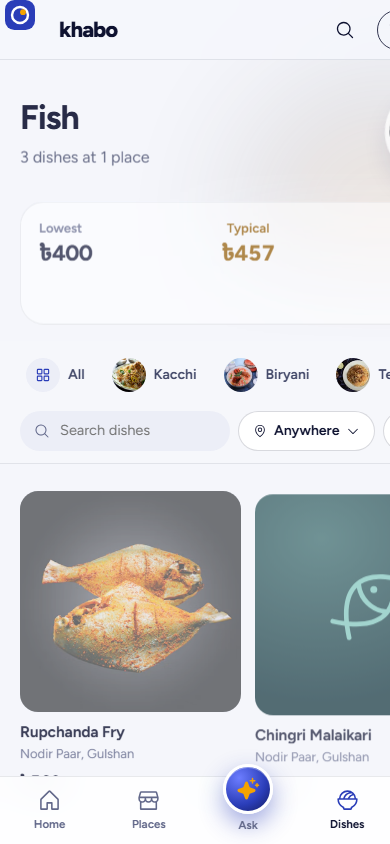 khabo
Fish
3 dishes at 1 place
Lowest
৳400
Typical
৳457
All
Kacchi
Biryani
Search dishes
Anywhere
Rupchanda Fry
Nodir Paar, Gulshan
Chingri Malaikari
Nodir Paar, Gulshan
Home
Places
Ask
Dishes